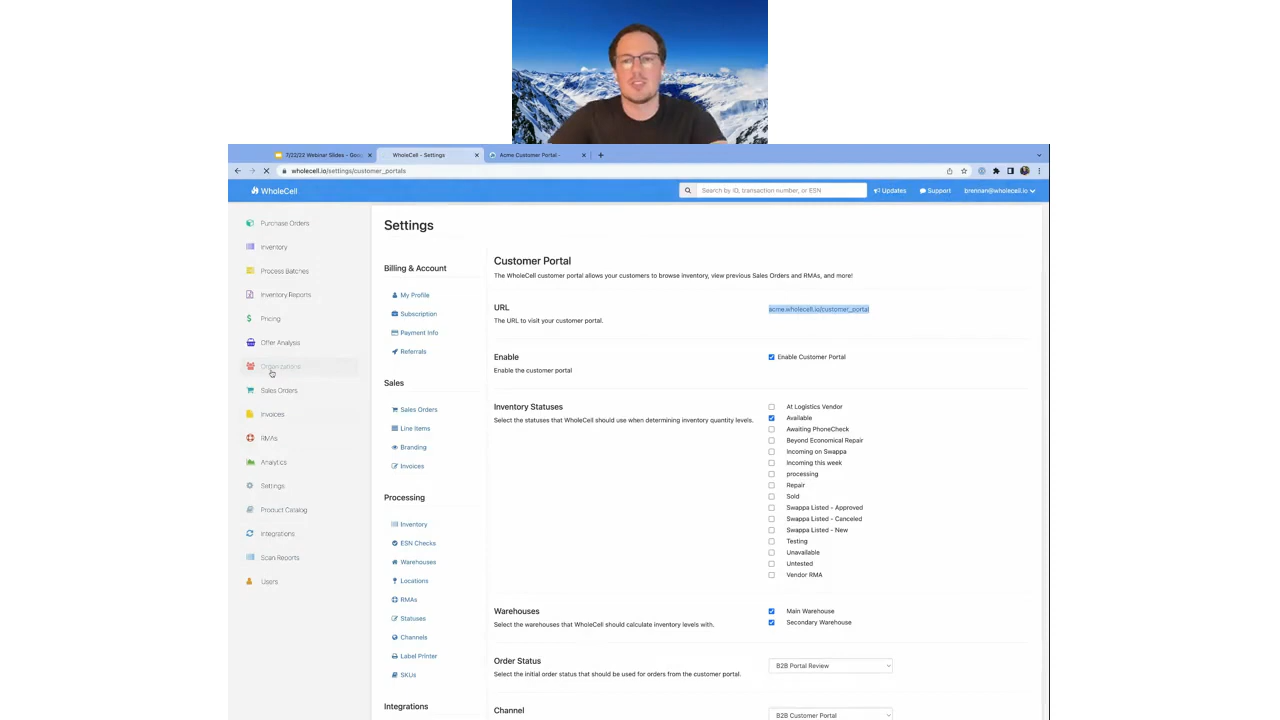 7/22/22 Webinar Slides - Goo
WholeCell - Settings
Acme Customer Portal -
wholecell.io/settings/customer_portals
WholeCell
Search by ID, transaction number, or ESN
Updates
Support
brennan@wholecell.io
Purchase Orders
Inventory
Process Batches
Inventory Reports
Pricing
Offer Analysis
Organizations
Sales Orders
Invoices
RMAs
Analytics
Settings
Product Catalog
Integrations
Scan Reports
Users
Settings
Billing & Account
My Profile
Subscription
Payment Info
Referrals
Sales
Sales Orders
Line Items
Branding
Invoices
Processing
Inventory
ESN Checks
Warehouses
Locations
RMAs
Statuses
Channels
Label Printer
SKUs
Integrations
Customer Portal
The WholeCell customer portal allows your customers to browse inventory, view previous Sales Orders and RMAs, and more!
URL
The URL to visit your customer portal.
acme.wholecell.io/customer_portal
Enable
Enable the customer portal
Enable Customer Portal
Inventory Statuses
Select the statuses that WholeCell should use when determining inventory quantity levels.
At Logistics Vendor
Available
Awaiting PhoneCheck
Beyond Economical Repair
Incoming on Swappa
Incoming this week
processing
Repair
Sold
Swappa Listed - Approved
Swappa Listed - Canceled
Swappa Listed - New
Testing
Unavailable
Untested
Vendor RMA
Warehouses
Select the warehouses that WholeCell should calculate inventory levels with.
Main Warehouse
Secondary Warehouse
Order Status
Select the initial order status that should be used for orders from the customer portal.
B2B Portal Review
Channel
B2B Customer Portal